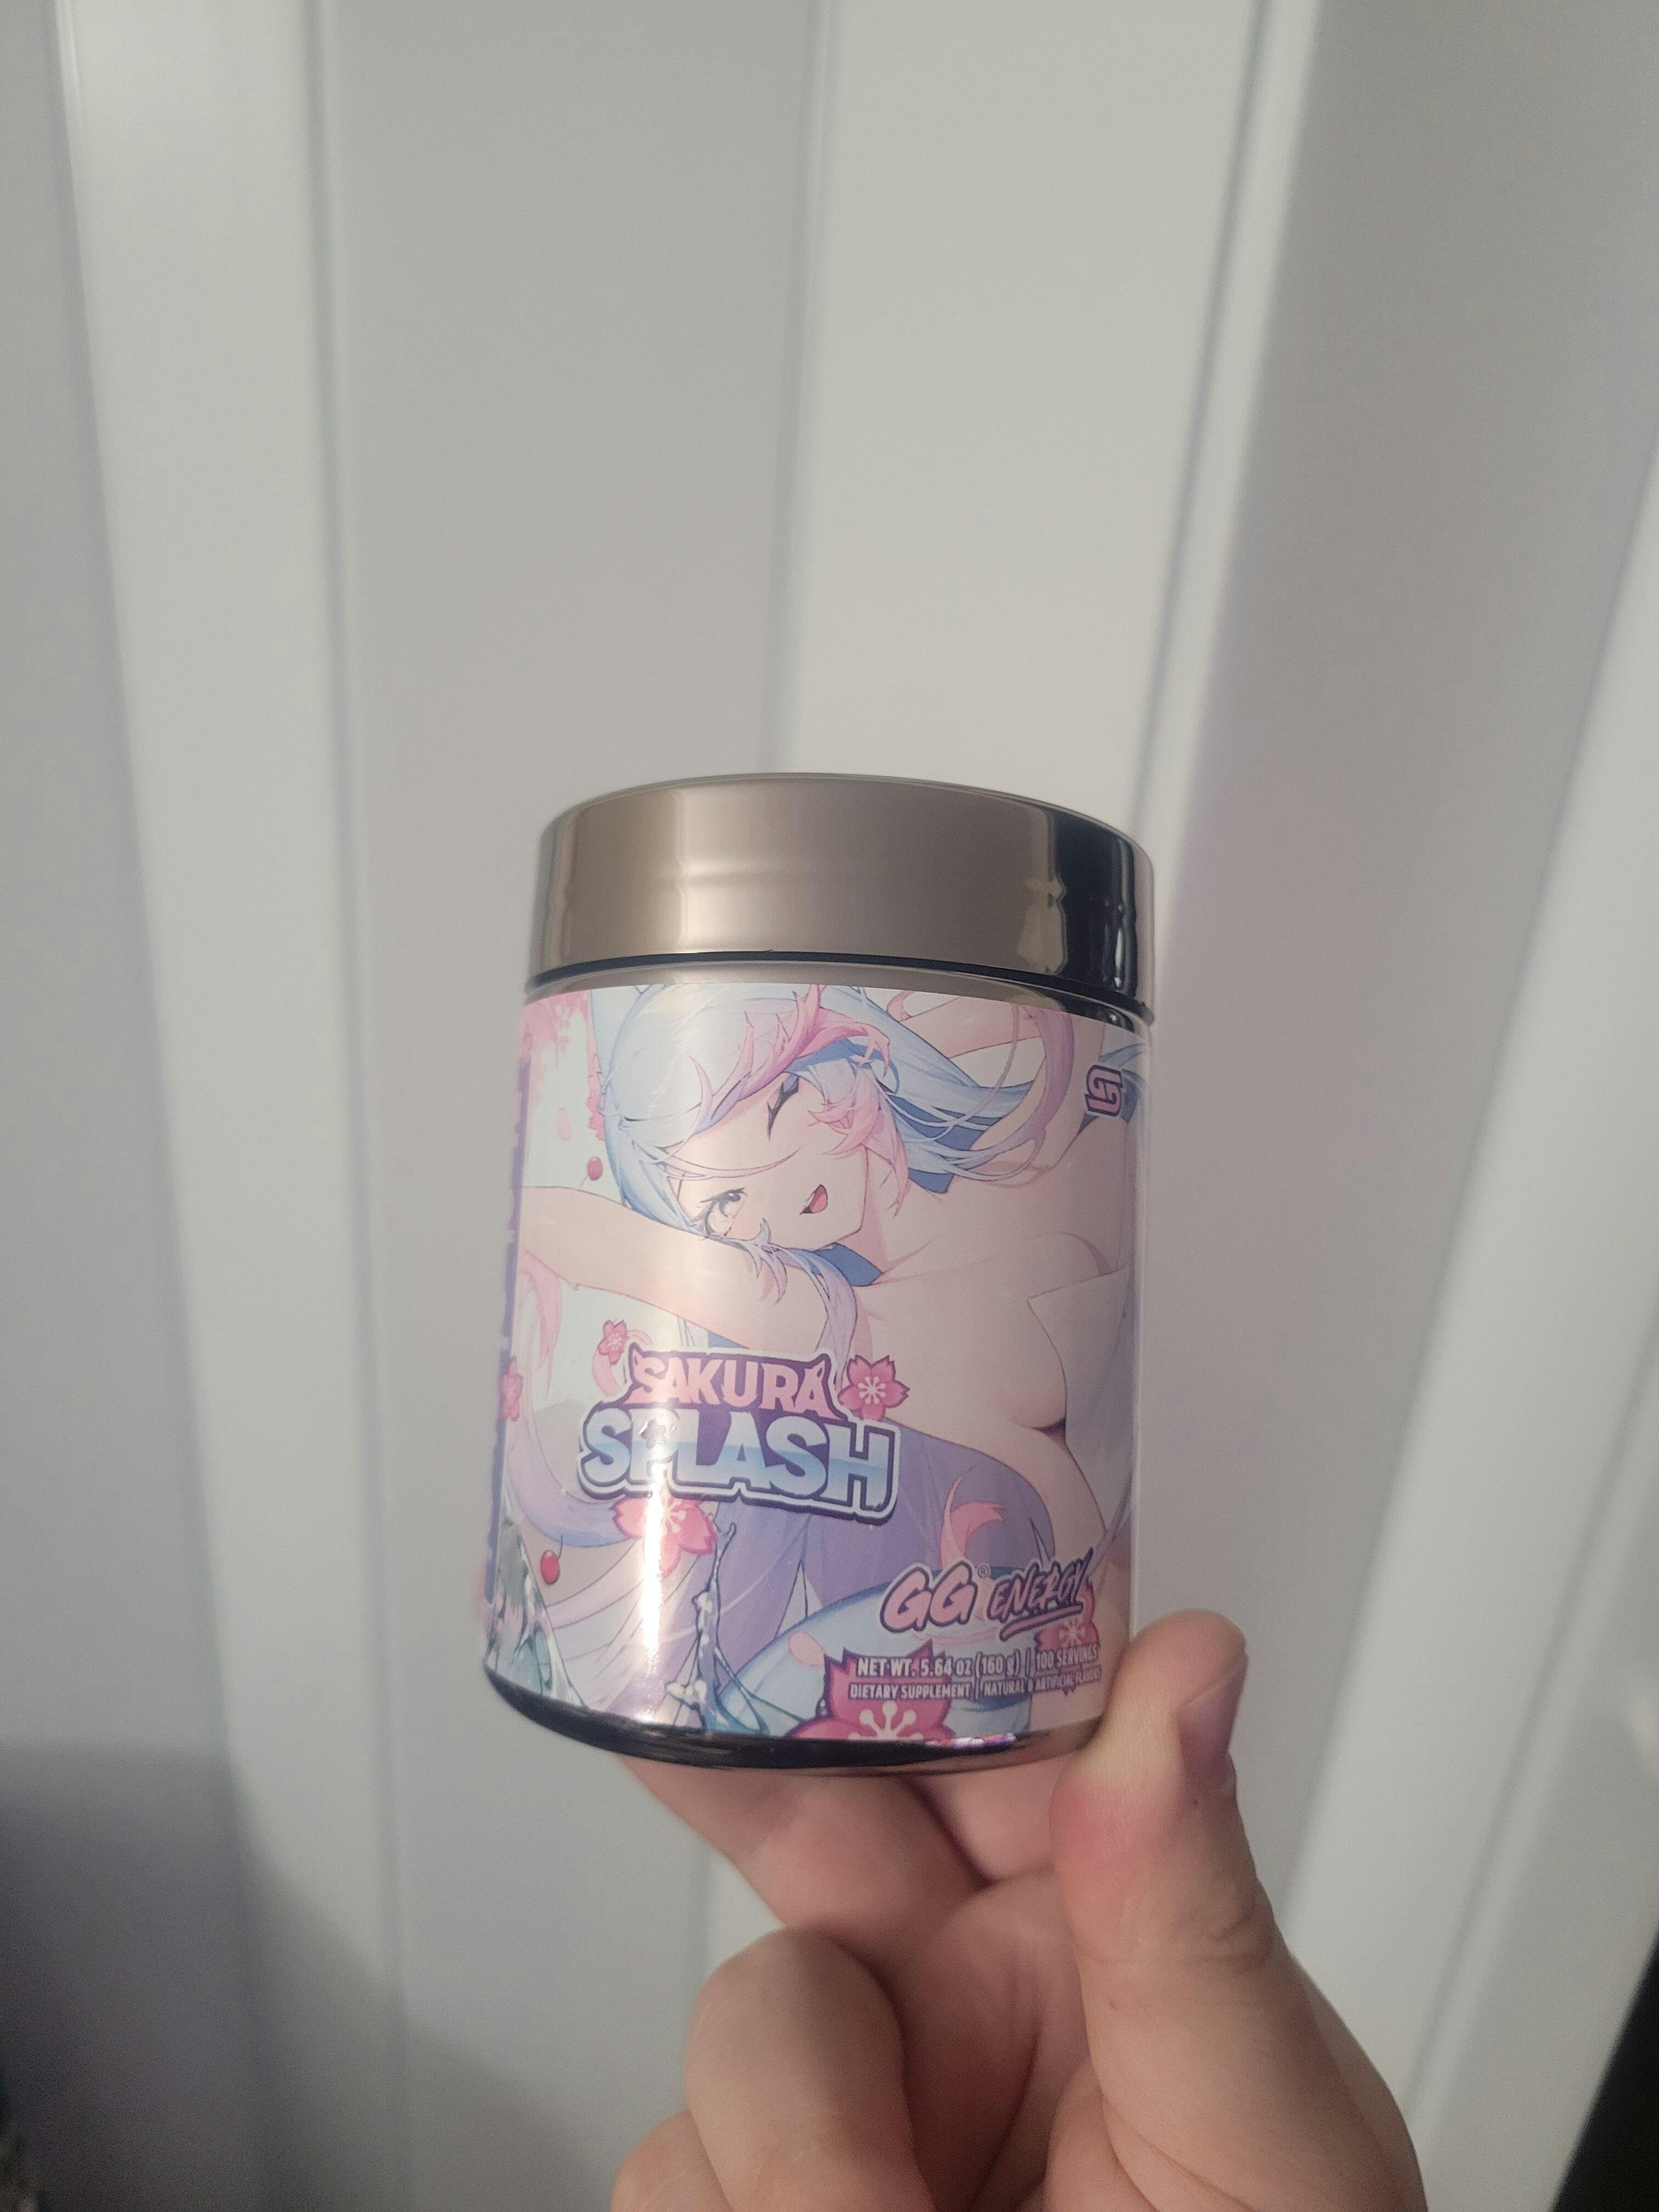 SAKURA
SPLASH
GG® ENERGY
NET WT. 5.64 oz (160 g) | 100 SERVINGS
DIETARY SUPPLEMENT | NATURAL & ARTIFICIAL FLAVORS